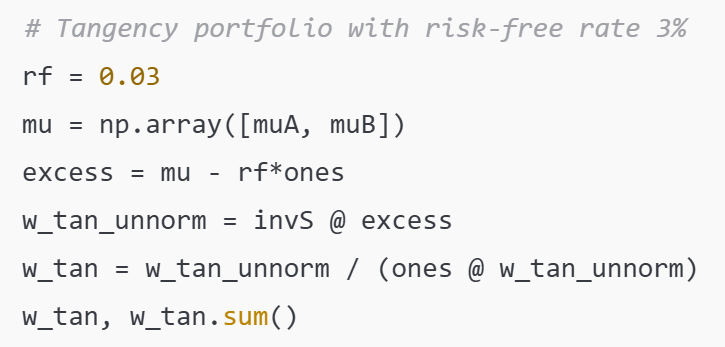 # Tangency portfolio with risk-free rate 3%
rf = 0.03
mu = np.array([muA, muB])
excess = mu - rf*ones
w_tan_unnorm = invS @ excess
w_tan = w_tan_unnorm / (ones @ w_tan_unnorm)
w_tan, w_tan.sum()